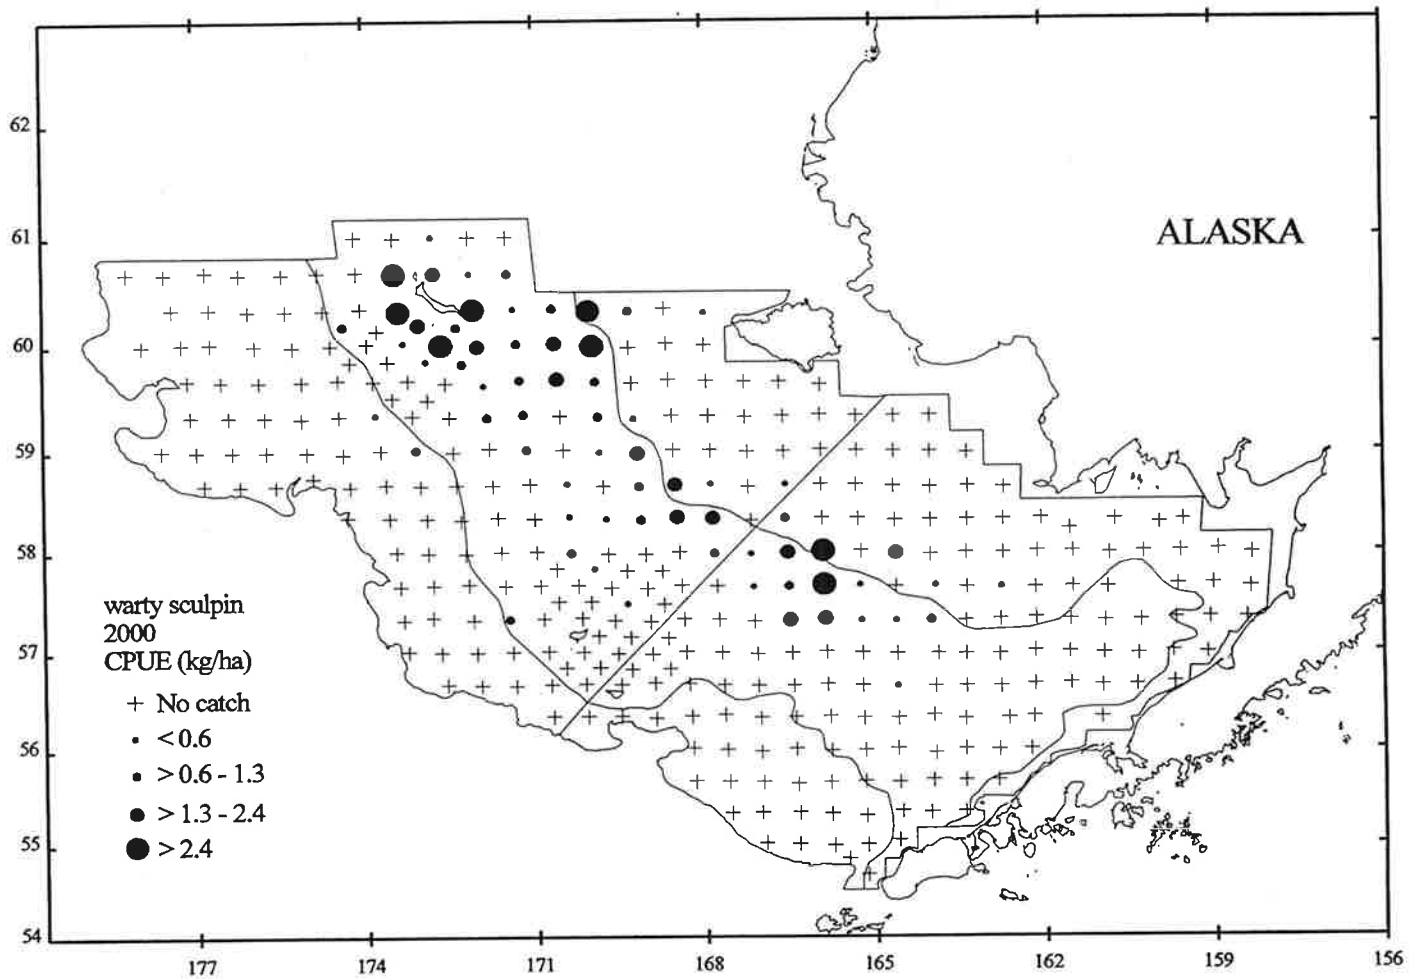 62
61
ALASKA
60
59
58
warty sculpin
2000
57
CPUE (kg/ha)
+ No catch
< 0.6
56
> 0.6 - 1.3
> 1.3 - 2.4
55
> 2.4
54
177 174 171 168 165 162 159 156